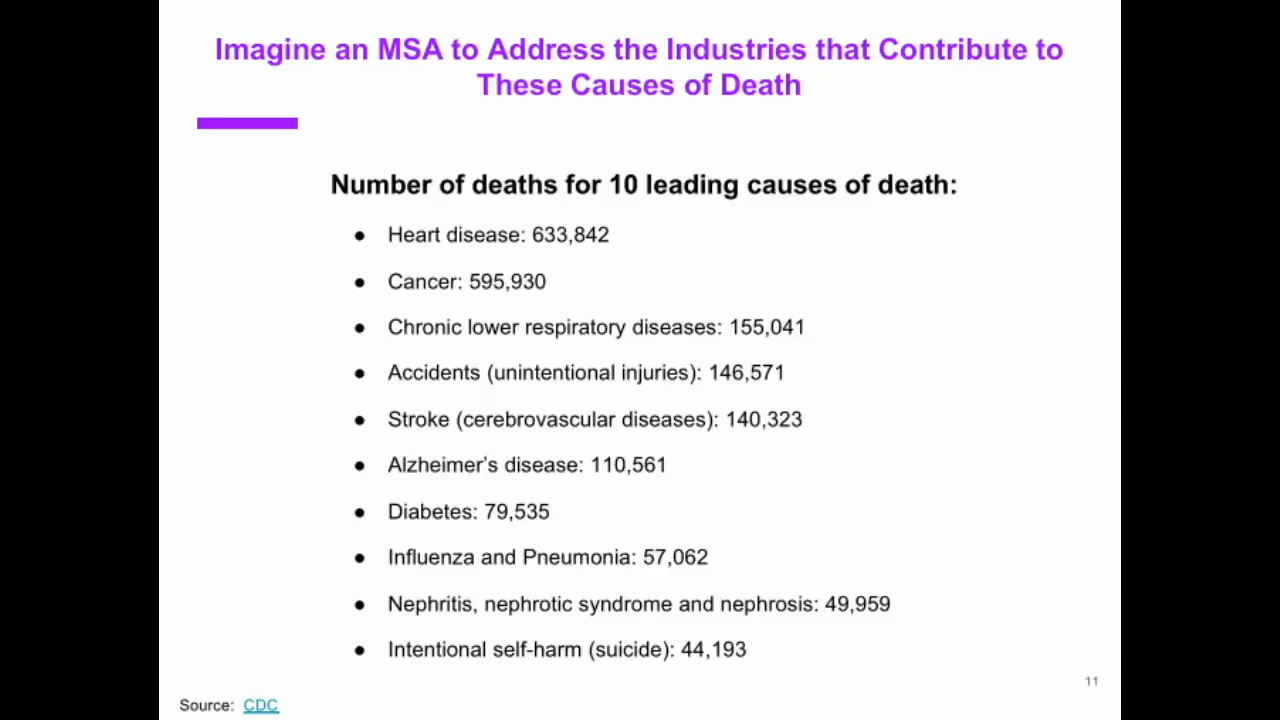 Imagine an MSA to Address the Industries that Contribute to
These Causes of Death
Number of deaths for 10 leading causes of death:
● Heart disease: 633,842
● Cancer: 595,930
● Chronic lower respiratory diseases: 155,041
● Accidents (unintentional injuries): 146,571
● Stroke (cerebrovascular diseases): 140,323
● Alzheimer’s disease: 110,561
● Diabetes: 79,535
● Influenza and Pneumonia: 57,062
● Nephritis, nephrotic syndrome and nephrosis: 49,959
● Intentional self-harm (suicide): 44,193
11
Source: CDC